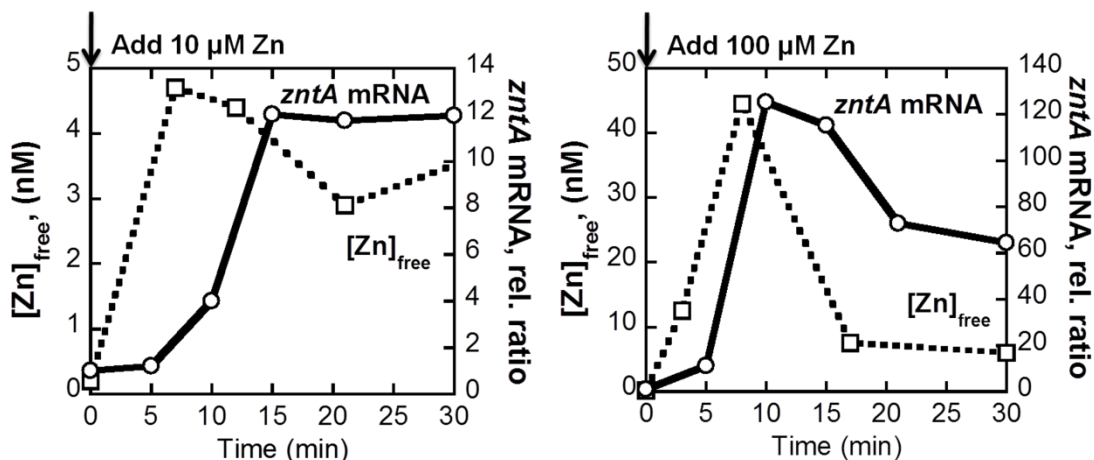 Add 10 µM Zn
5
4
3
2
1
0
[Zn]free, (nM)
zntA mRNA
[Zn]free
14
12
10
8
6
4
2
0
zntA mRNA, rel. ratio
0 5 10 15 20 25 30
Time (min)
Add 100 µM Zn
50
40
30
20
10
0
[Zn]free, (nM)
zntA mRNA
[Zn]free
140
120
100
80
60
40
20
0
zntA mRNA, rel. ratio
0 5 10 15 20 25 30
Time (min)